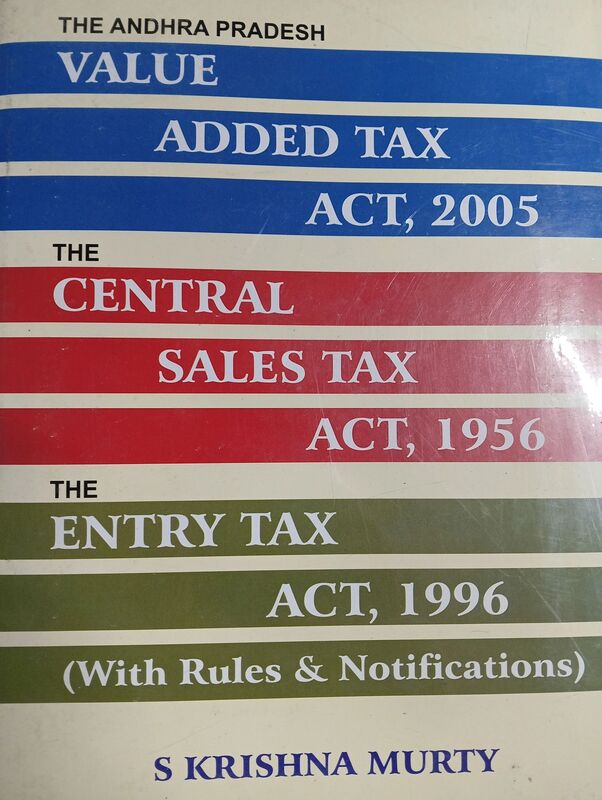 THE ANDHRA PRADESH
VALUE
ADDED TAX
ACT, 2005
THE
CENTRAL
SALES TAX
ACT, 1956
THE
ENTRY TAX
ACT, 1996
(With Rules & Notifications)
S KRISHNA MURTY